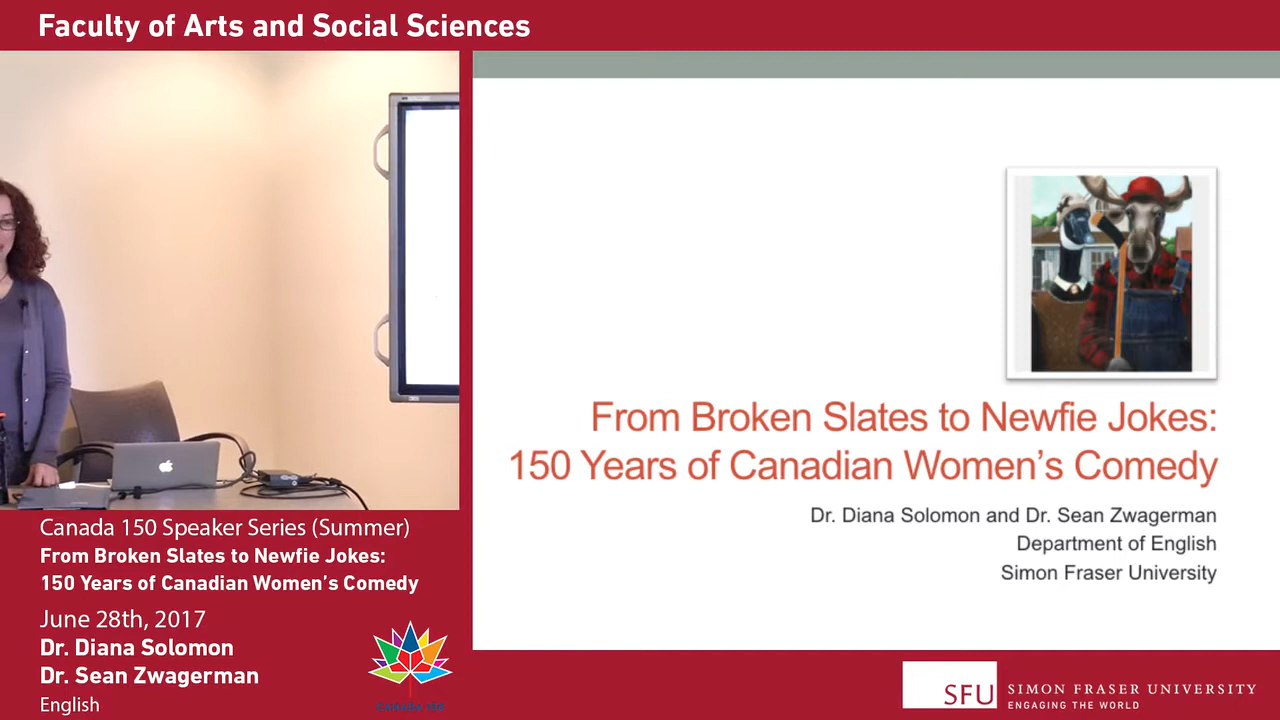 Faculty of Arts and Social Sciences
From Broken Slates to Newfie Jokes:
150 Years of Canadian Women's Comedy
Dr. Diana Solomon and Dr. Sean Zwagerman
Department of English
Simon Fraser University
Canada 150 Speaker Series (Summer)
From Broken Slates to Newfie Jokes:
150 Years of Canadian Women's Comedy
June 28th, 2017
Dr. Diana Solomon
Dr. Sean Zwagerman
English
CANADA 150
SFU
SIMON FRASER UNIVERSITY
ENGAGING THE WORLD